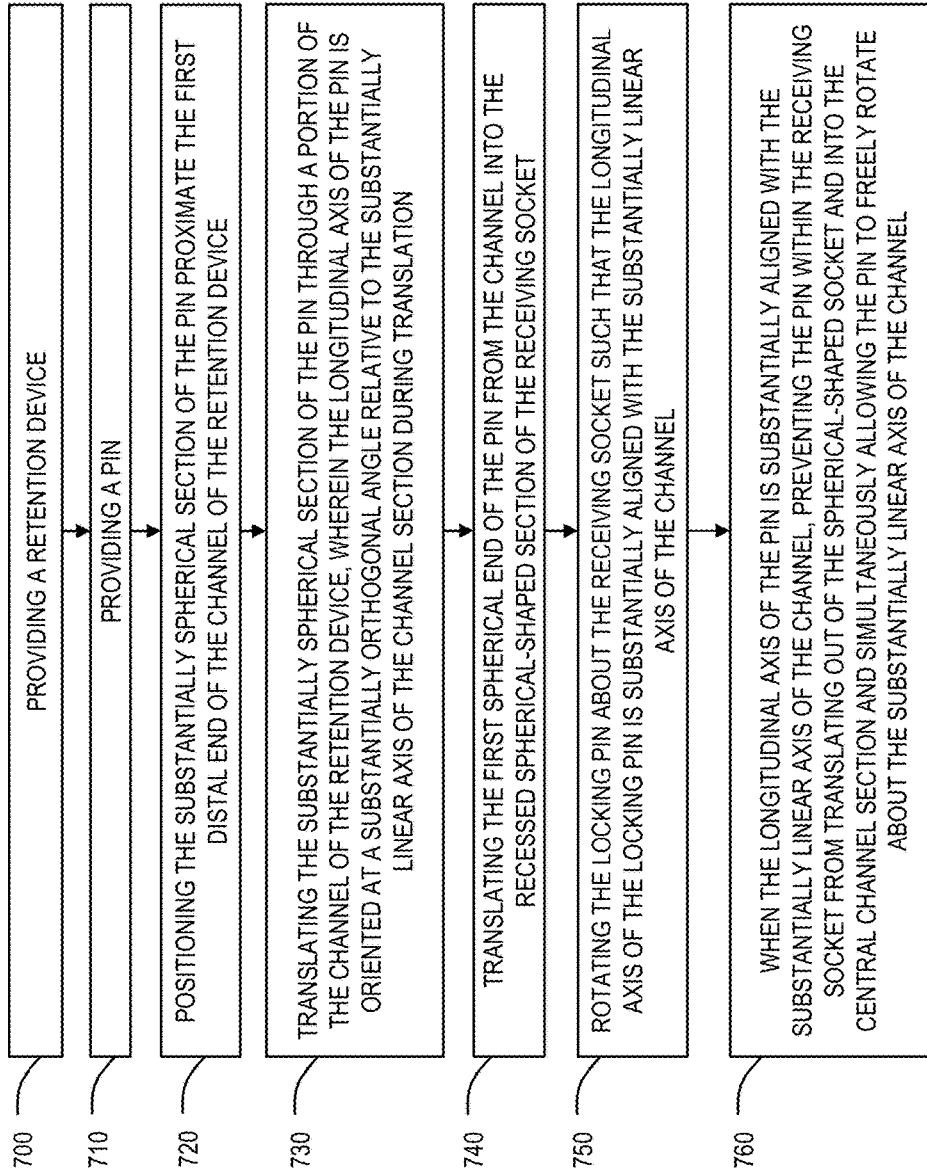 700
PROVIDING A RETENTION DEVICE
710
PROVIDING A PIN
720
POSITIONING THE SUBSTANTIALLY SPHERICAL SECTION OF THE PIN PROXIMATE THE FIRST
DISTAL END OF THE CHANNEL OF THE RETENTION DEVICE
730
TRANSLATING THE SUBSTANTIALLY SPHERICAL SECTION OF THE PIN THROUGH A PORTION OF
THE CHANNEL OF THE RETENTION DEVICE, WHEREIN THE LONGITUDINAL AXIS OF THE PIN IS
ORIENTED AT A SUBSTANTIALLY ORTHOGONAL ANGLE RELATIVE TO THE SUBSTANTIALLY
LINEAR AXIS OF THE CHANNEL SECTION DURING TRANSLATION
740
TRANSLATING THE FIRST SPHERICAL END OF THE PIN FROM THE CHANNEL INTO THE
RECESSED SPHERICAL-SHAPED SECTION OF THE RECEIVING SOCKET
750
ROTATING THE LOCKING PIN ABOUT THE RECEIVING SOCKET SUCH THAT THE LONGITUDINAL
AXIS OF THE LOCKING PIN IS SUBSTANTIALLY ALIGNED WITH THE SUBSTANTIALLY LINEAR
AXIS OF THE CHANNEL
760
WHEN THE LONGITUDINAL AXIS OF THE PIN IS SUBSTANTIALLY ALIGNED WITH THE
SUBSTANTIALLY LINEAR AXIS OF THE CHANNEL, PREVENTING THE PIN WITHIN THE RECEIVING
SOCKET FROM TRANSLATING OUT OF THE SPHERICAL-SHAPED SOCKET AND INTO THE
CENTRAL CHANNEL SECTION AND SIMULTANEOUSLY ALLOWING THE PIN TO FREELY ROTATE
ABOUT THE SUBSTANTIALLY LINEAR AXIS OF THE CHANNEL